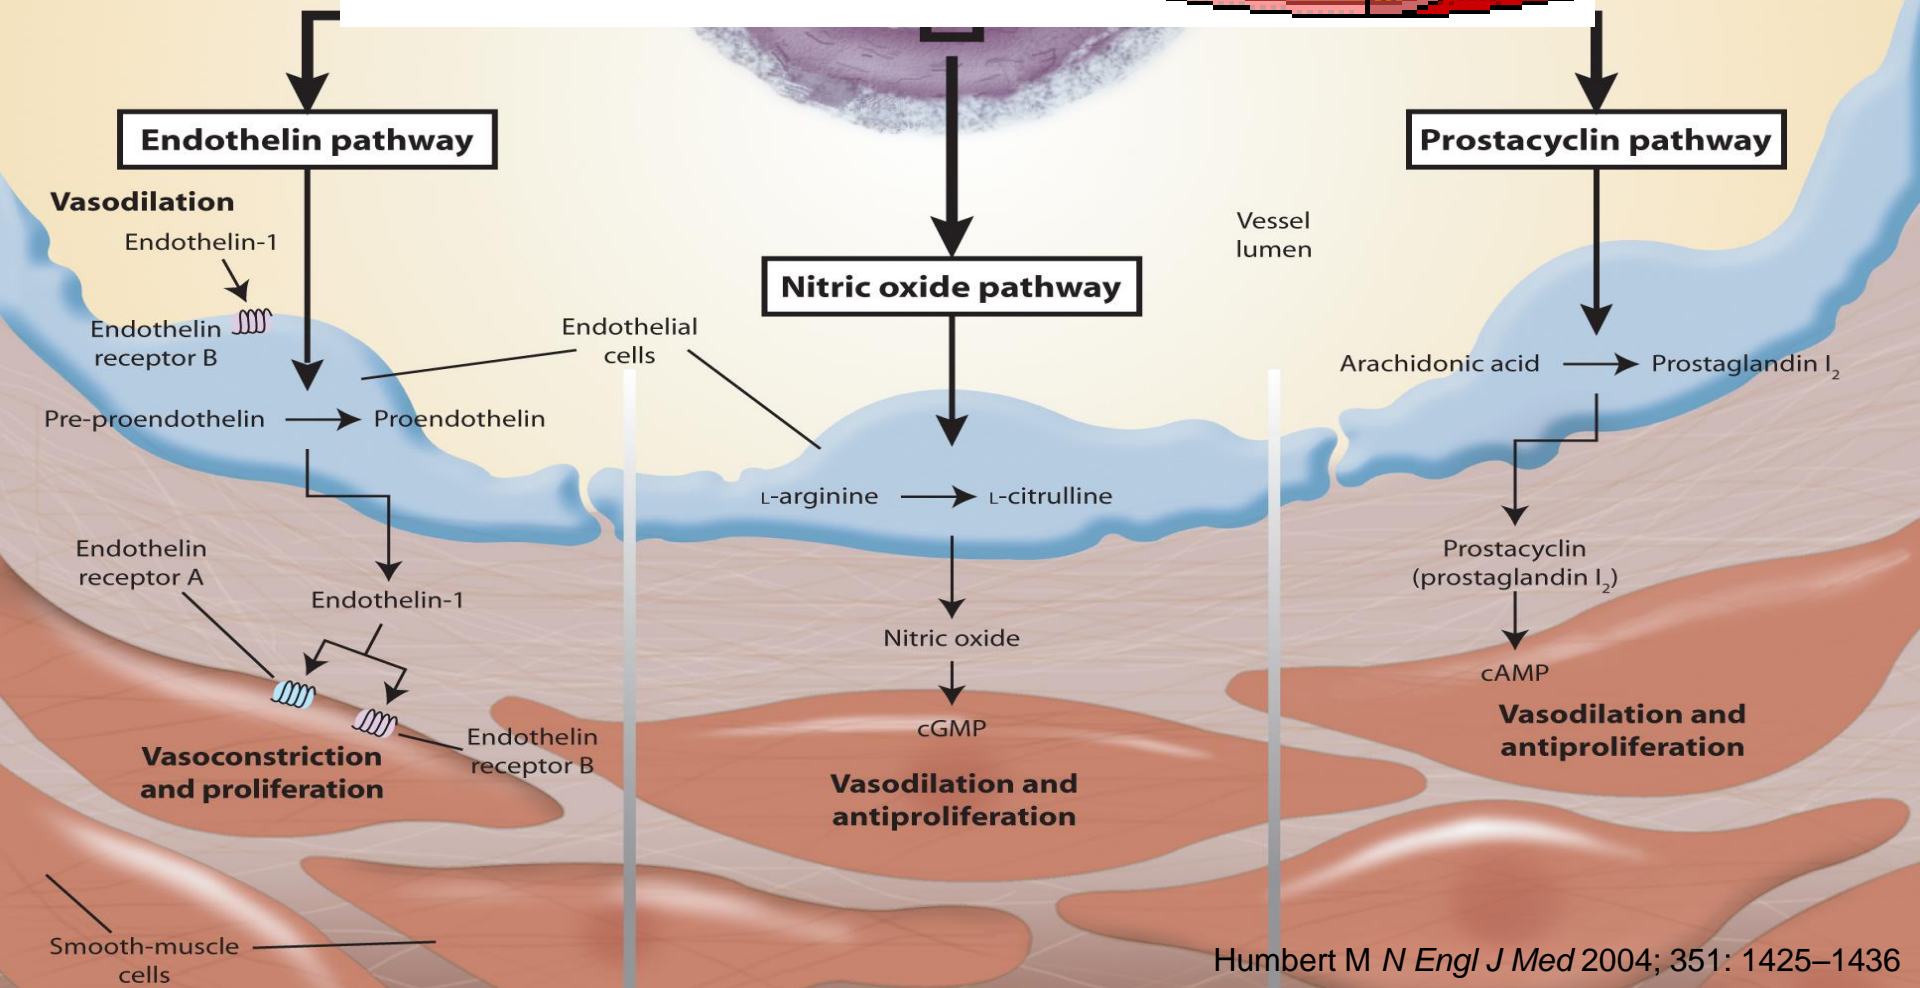 Endothelin pathway
Prostacyclin pathway
Vasodilation
Endothelin-1
Endothelin
receptor B
Vessel
lumen
Nitric oxide pathway
Endothelial
cells
Pre-proendothelin
Proendothelin
Arachidonic acid
Prostaglandin I₂
L-arginine
L-citrulline
Endothelin
receptor A
Endothelin-1
Prostacyclin
(prostaglandin I₂)
Nitric oxide
cAMP
cGMP
Endothelin
receptor B
Vasoconstriction
and proliferation
Vasodilation and
antiproliferation
Vasodilation and
antiproliferation
Smooth-muscle
cells
Humbert M N Engl J Med 2004; 351: 1425–1436